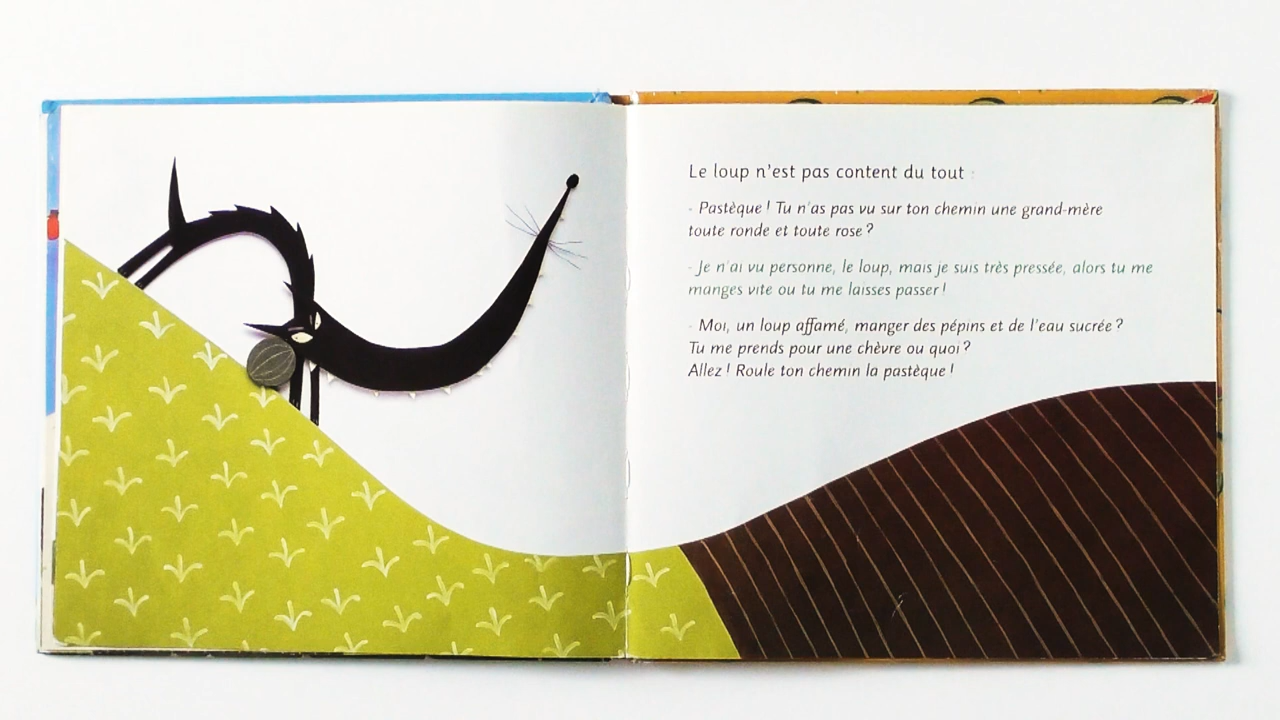 Le loup n'est pas content du tout :
- Pastèque ! Tu n'as pas vu sur ton chemin une grand-mère
toute ronde et toute rose ?
- Je n'ai vu personne, le loup, mais je suis très pressée, alors tu me
manges vite ou tu me laisses passer !
- Moi, un loup affamé, manger des pépins et de l'eau sucrée ?
Tu me prends pour une chèvre ou quoi ?
Allez ! Roule ton chemin la pastèque !